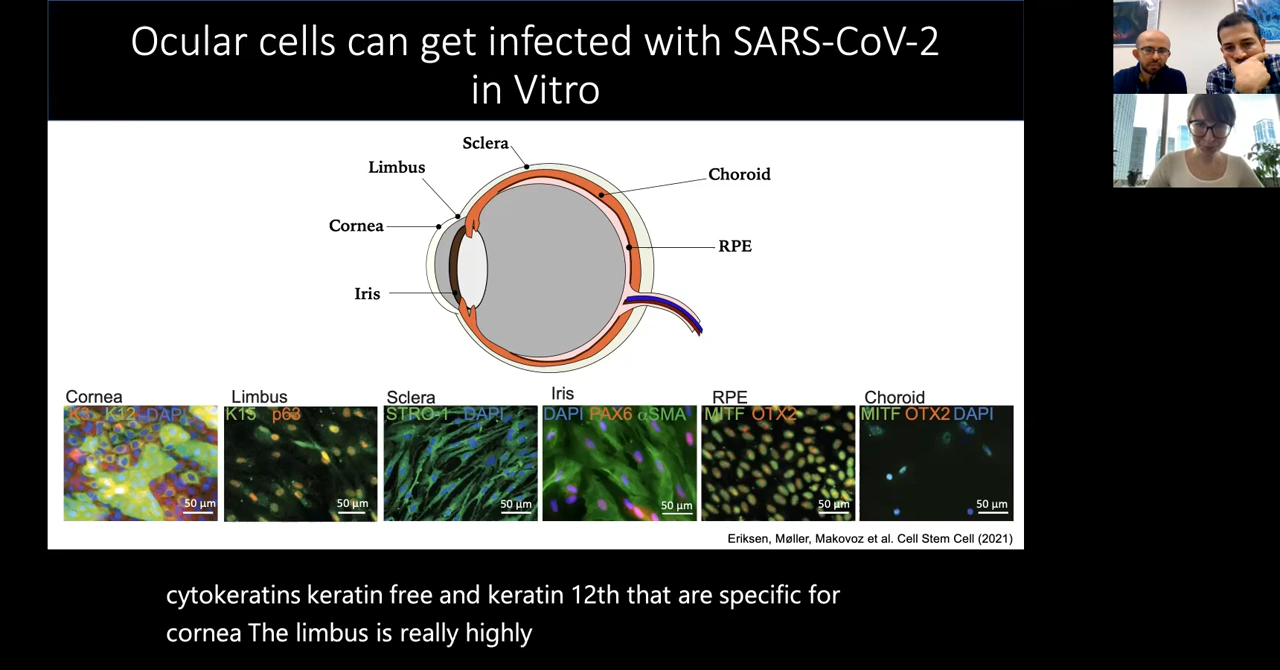 Ocular cells can get infected with SARS-CoV-2
in Vitro
Sclera
Limbus
Choroid
Cornea
RPE
Iris
Cornea
Limbus
Sclera
Iris
RPE
Choroid
K3 K12 DAPI
K15 p63
STRO-1 DAPI
DAPI PAX6 αSMA
MITF OTX2
MITF OTX2 DAPI
50 µm
50 µm
50 µm
50 µm
50 µm
50 µm
Eriksen, Møller, Makovoz et al. Cell Stem Cell (2021)
cytokeratins keratin free and keratin 12th that are specific for
cornea The limbus is really highly